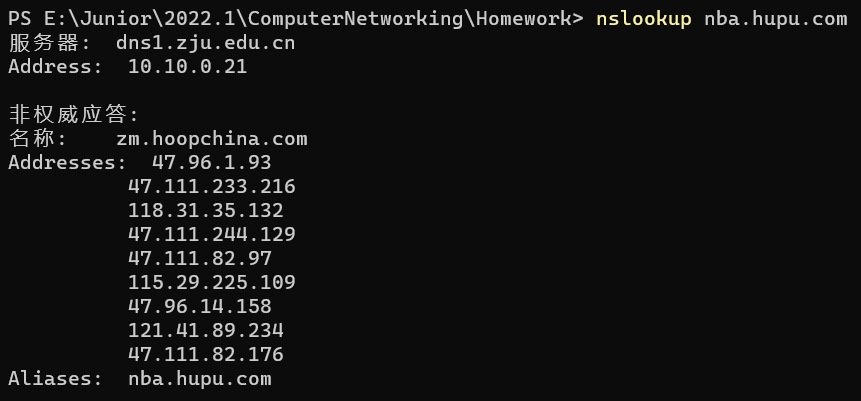 PS E:\Junior\2022.1\ComputerNetworking\Homework> nslookup nba.hupu.com
服务器:  dns1.zju.edu.cn
Address:  10.10.0.21

非权威应答:
名称:    zm.hoopchina.com
Addresses:  47.96.1.93
          47.111.233.216
          118.31.35.132
          47.111.244.129
          47.111.82.97
          115.29.225.109
          47.96.14.158
          121.41.89.234
          47.111.82.176
Aliases:  nba.hupu.com